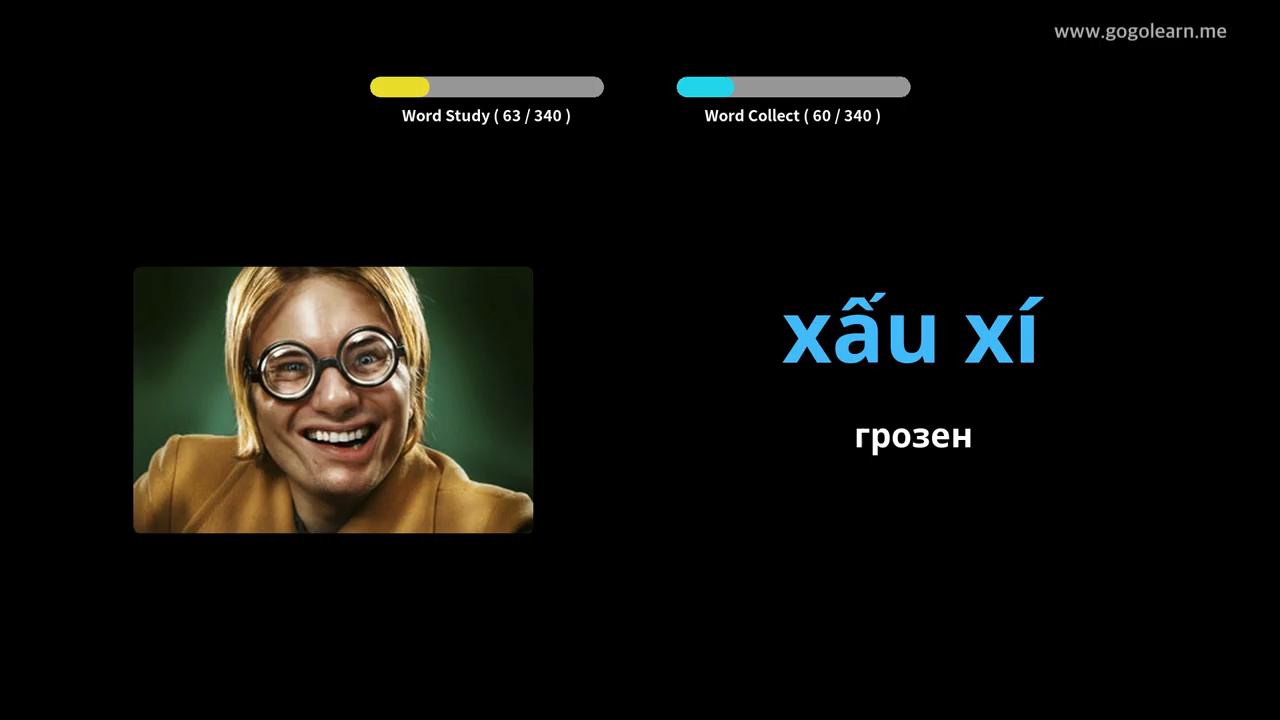 www.gogolearn.me
Word Study ( 63 / 340 )
Word Collect ( 60 / 340 )
xấu xí
грозен